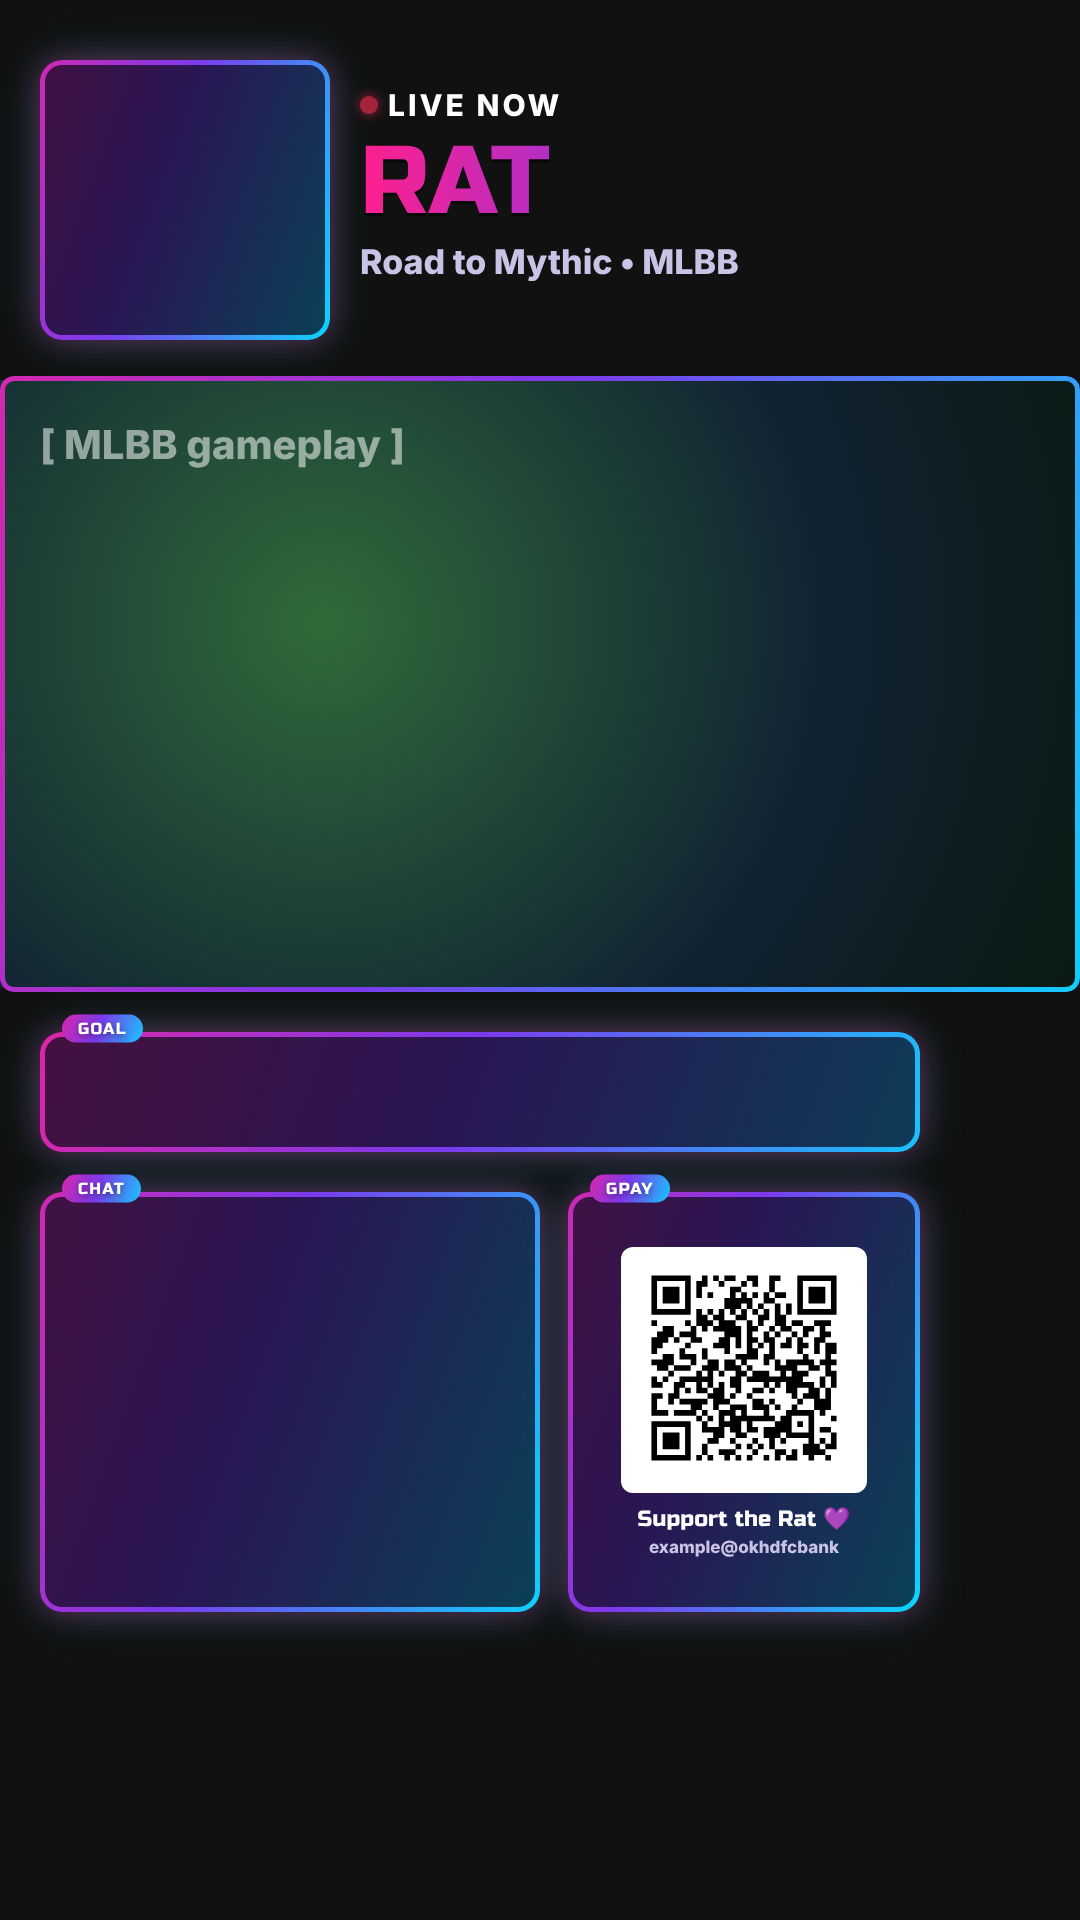 LIVE NOW
RAT
Road to Mythic • MLBB
[ MLBB gameplay ]
GOAL
CHAT
GPAY
Support the Rat 💜
example@okhdfcbank